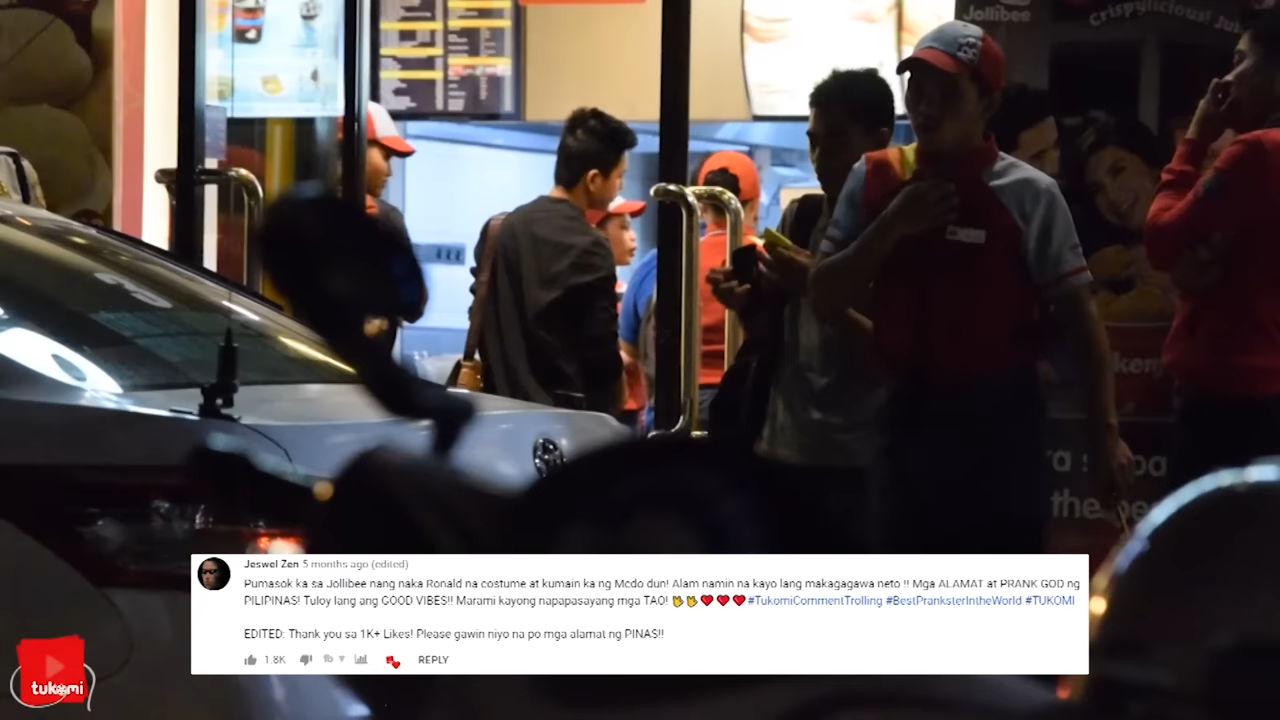 Jollibee
Crispylicious!
3
Jeswel Zen 5 months ago (edited)
Pumasok ka sa Jollibee nang naka Ronald na costume at kumain ka ng Mcdo dun! Alam namin na kayo lang makagagawa neto !! Mga ALAMAT at PRANK GOD ng
PILIPINAS! Tuloy lang ang GOOD VIBES!! Marami kayong napapasayang mga TAO! 🤟🤟❤❤❤#TukomiCommentTrolling #BestPranksterIntheWorld #TUKOMI
EDITED: Thank you sa 1K+ Likes! Please gawin niyo na po mga alamat ng PINAS!!
1.8K REPLY
tukomi